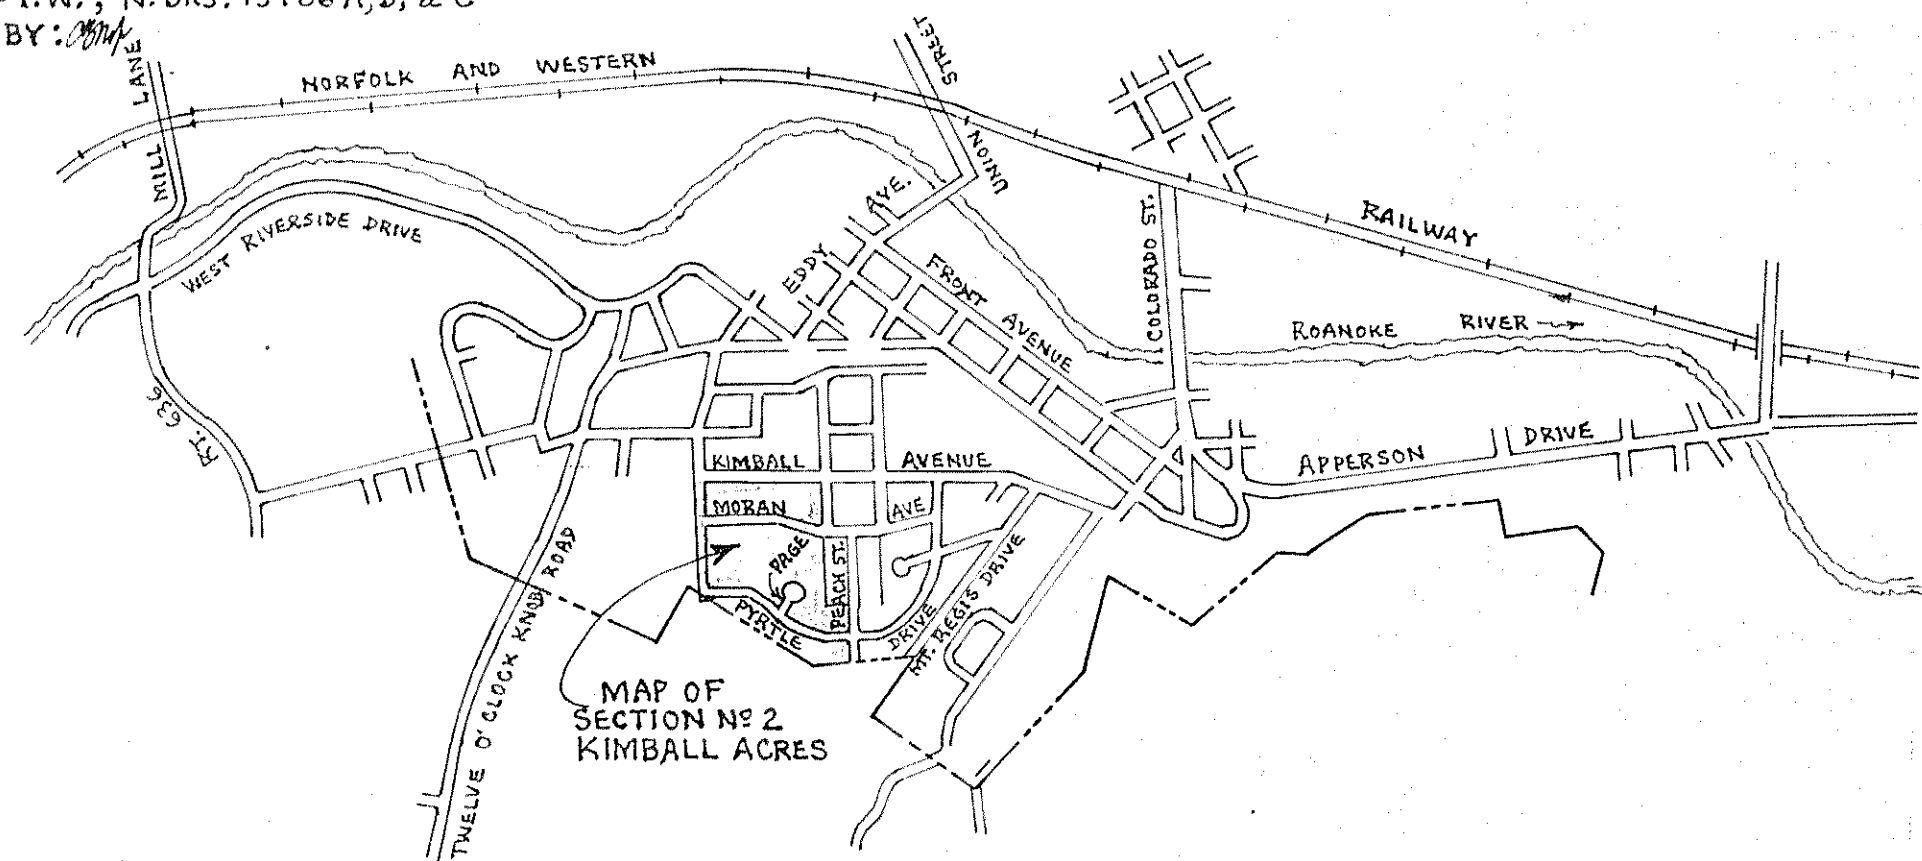 BY:
MILL LANE
NORFOLK AND WESTERN
UNION STREET
RAILWAY
WEST RIVERSIDE DRIVE
EDDY AVE.
FRONT AVENUE
COLORADO ST.
ROANOKE RIVER
RT. 636
KIMBALL AVENUE
APPERSON DRIVE
MORAN AVE
PAGE
PEACH ST.
PYRTLE DRIVE
MT. REGIS DRIVE
TWELVE O'CLOCK KNOB ROAD
MAP OF
SECTION Nº 2
KIMBALL ACRES